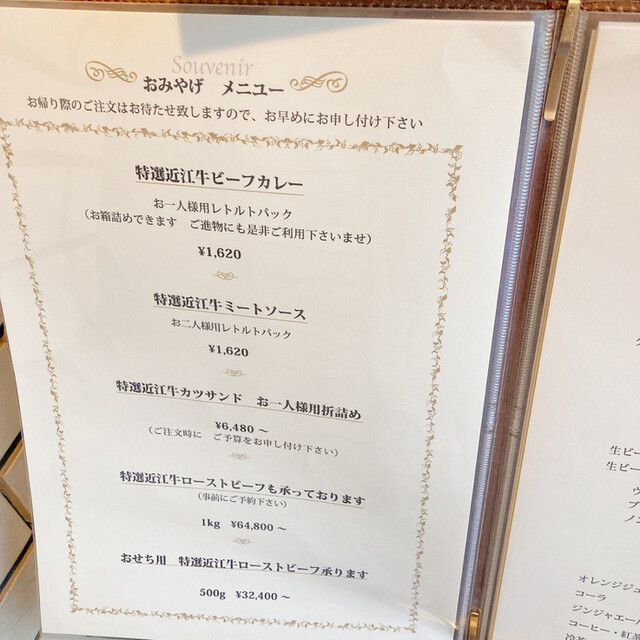 Souvenir
おみやげ　メニュー
お帰り際のご注文はお待たせ致しますので、お早めにお申し付け下さい
特選近江牛ビーフカレー
お一人様用レトルトパック
（お箱詰めできます　ご進物にも是非ご利用下さいませ）
¥1,620
特選近江牛ミートソース
お二人様用レトルトパック
¥1,620
特選近江牛カツサンド　お一人様用折詰め
¥6,480～
（ご注文時に　ご予算をお申し付け下さい）
特選近江牛ローストビーフも承っております
（事前にご予約下さい）
1kg　¥64,800～
おせち用　特選近江牛ローストビーフ承ります
500g　¥32,400～
生ビー
生ビー
ウ
ブ
ノ
オレンジジュ
コーラ
ジンジャエー
コーヒー・紅